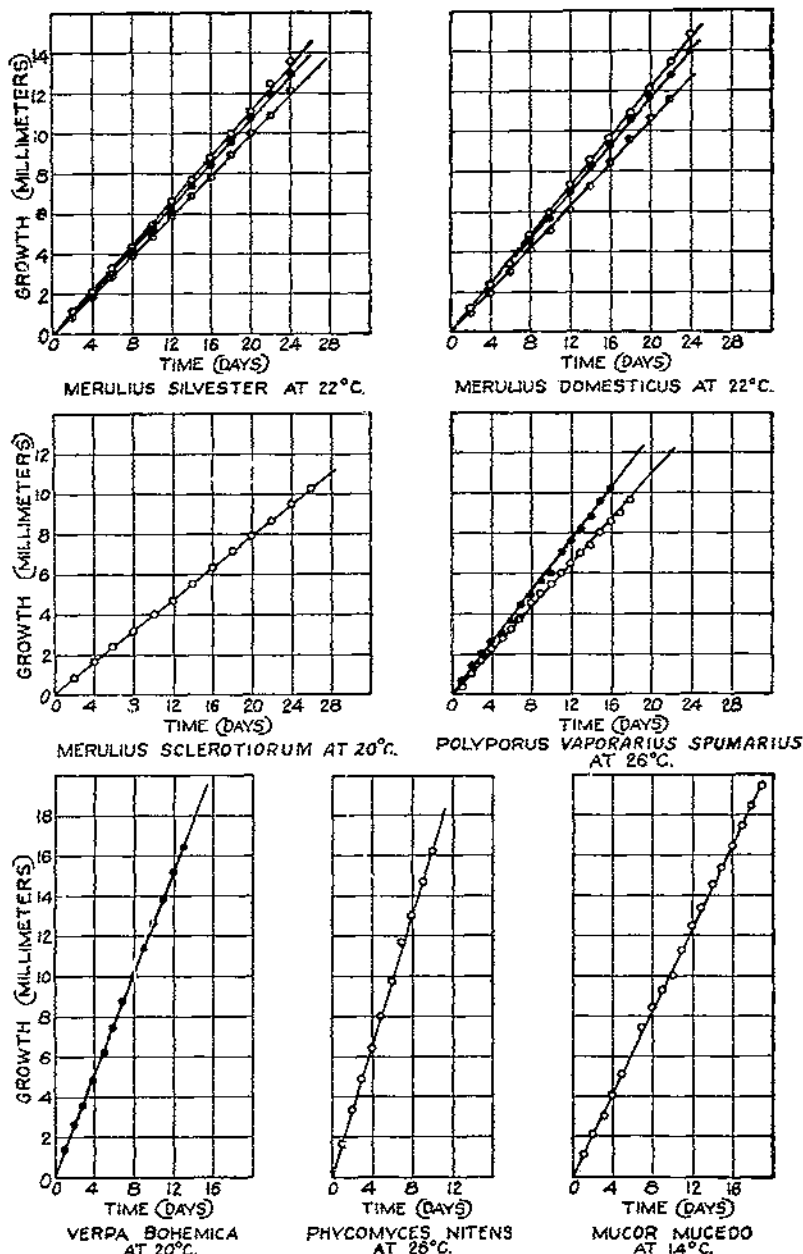 14
12
10
8
6
4
2
0
GROWTH (MILLIMETERS)
0 4 8 12 16 20 24 28
TIME (DAYS)
MERULIUS SILVESTER AT 22°C.
0 4 8 12 16 20 24 28
TIME (DAYS)
MERULIUS DOMESTICUS AT 22°C.
12
10
8
6
4
2
0
GROWTH (MILLIMETERS)
0 4 8 12 16 20 24 28
TIME (DAYS)
MERULIUS SCLEROTIORUM AT 20°C.
0 4 8 12 16 20 24 28
TIME (DAYS)
POLYPORUS VAPORARIUS SPUMARIUS
AT 26°C.
18
16
14
12
10
8
6
4
2
0
GROWTH (MILLIMETERS)
0 4 8 12 16
TIME (DAYS)
VERPA BOHEMICA
AT 20°C.
0 4 8 12
TIME (DAYS)
PHYCOMYCES NITENS
AT 26°C.
0 4 8 12 16
TIME (DAYS)
MUCOR MUCEDO
AT 14°C.